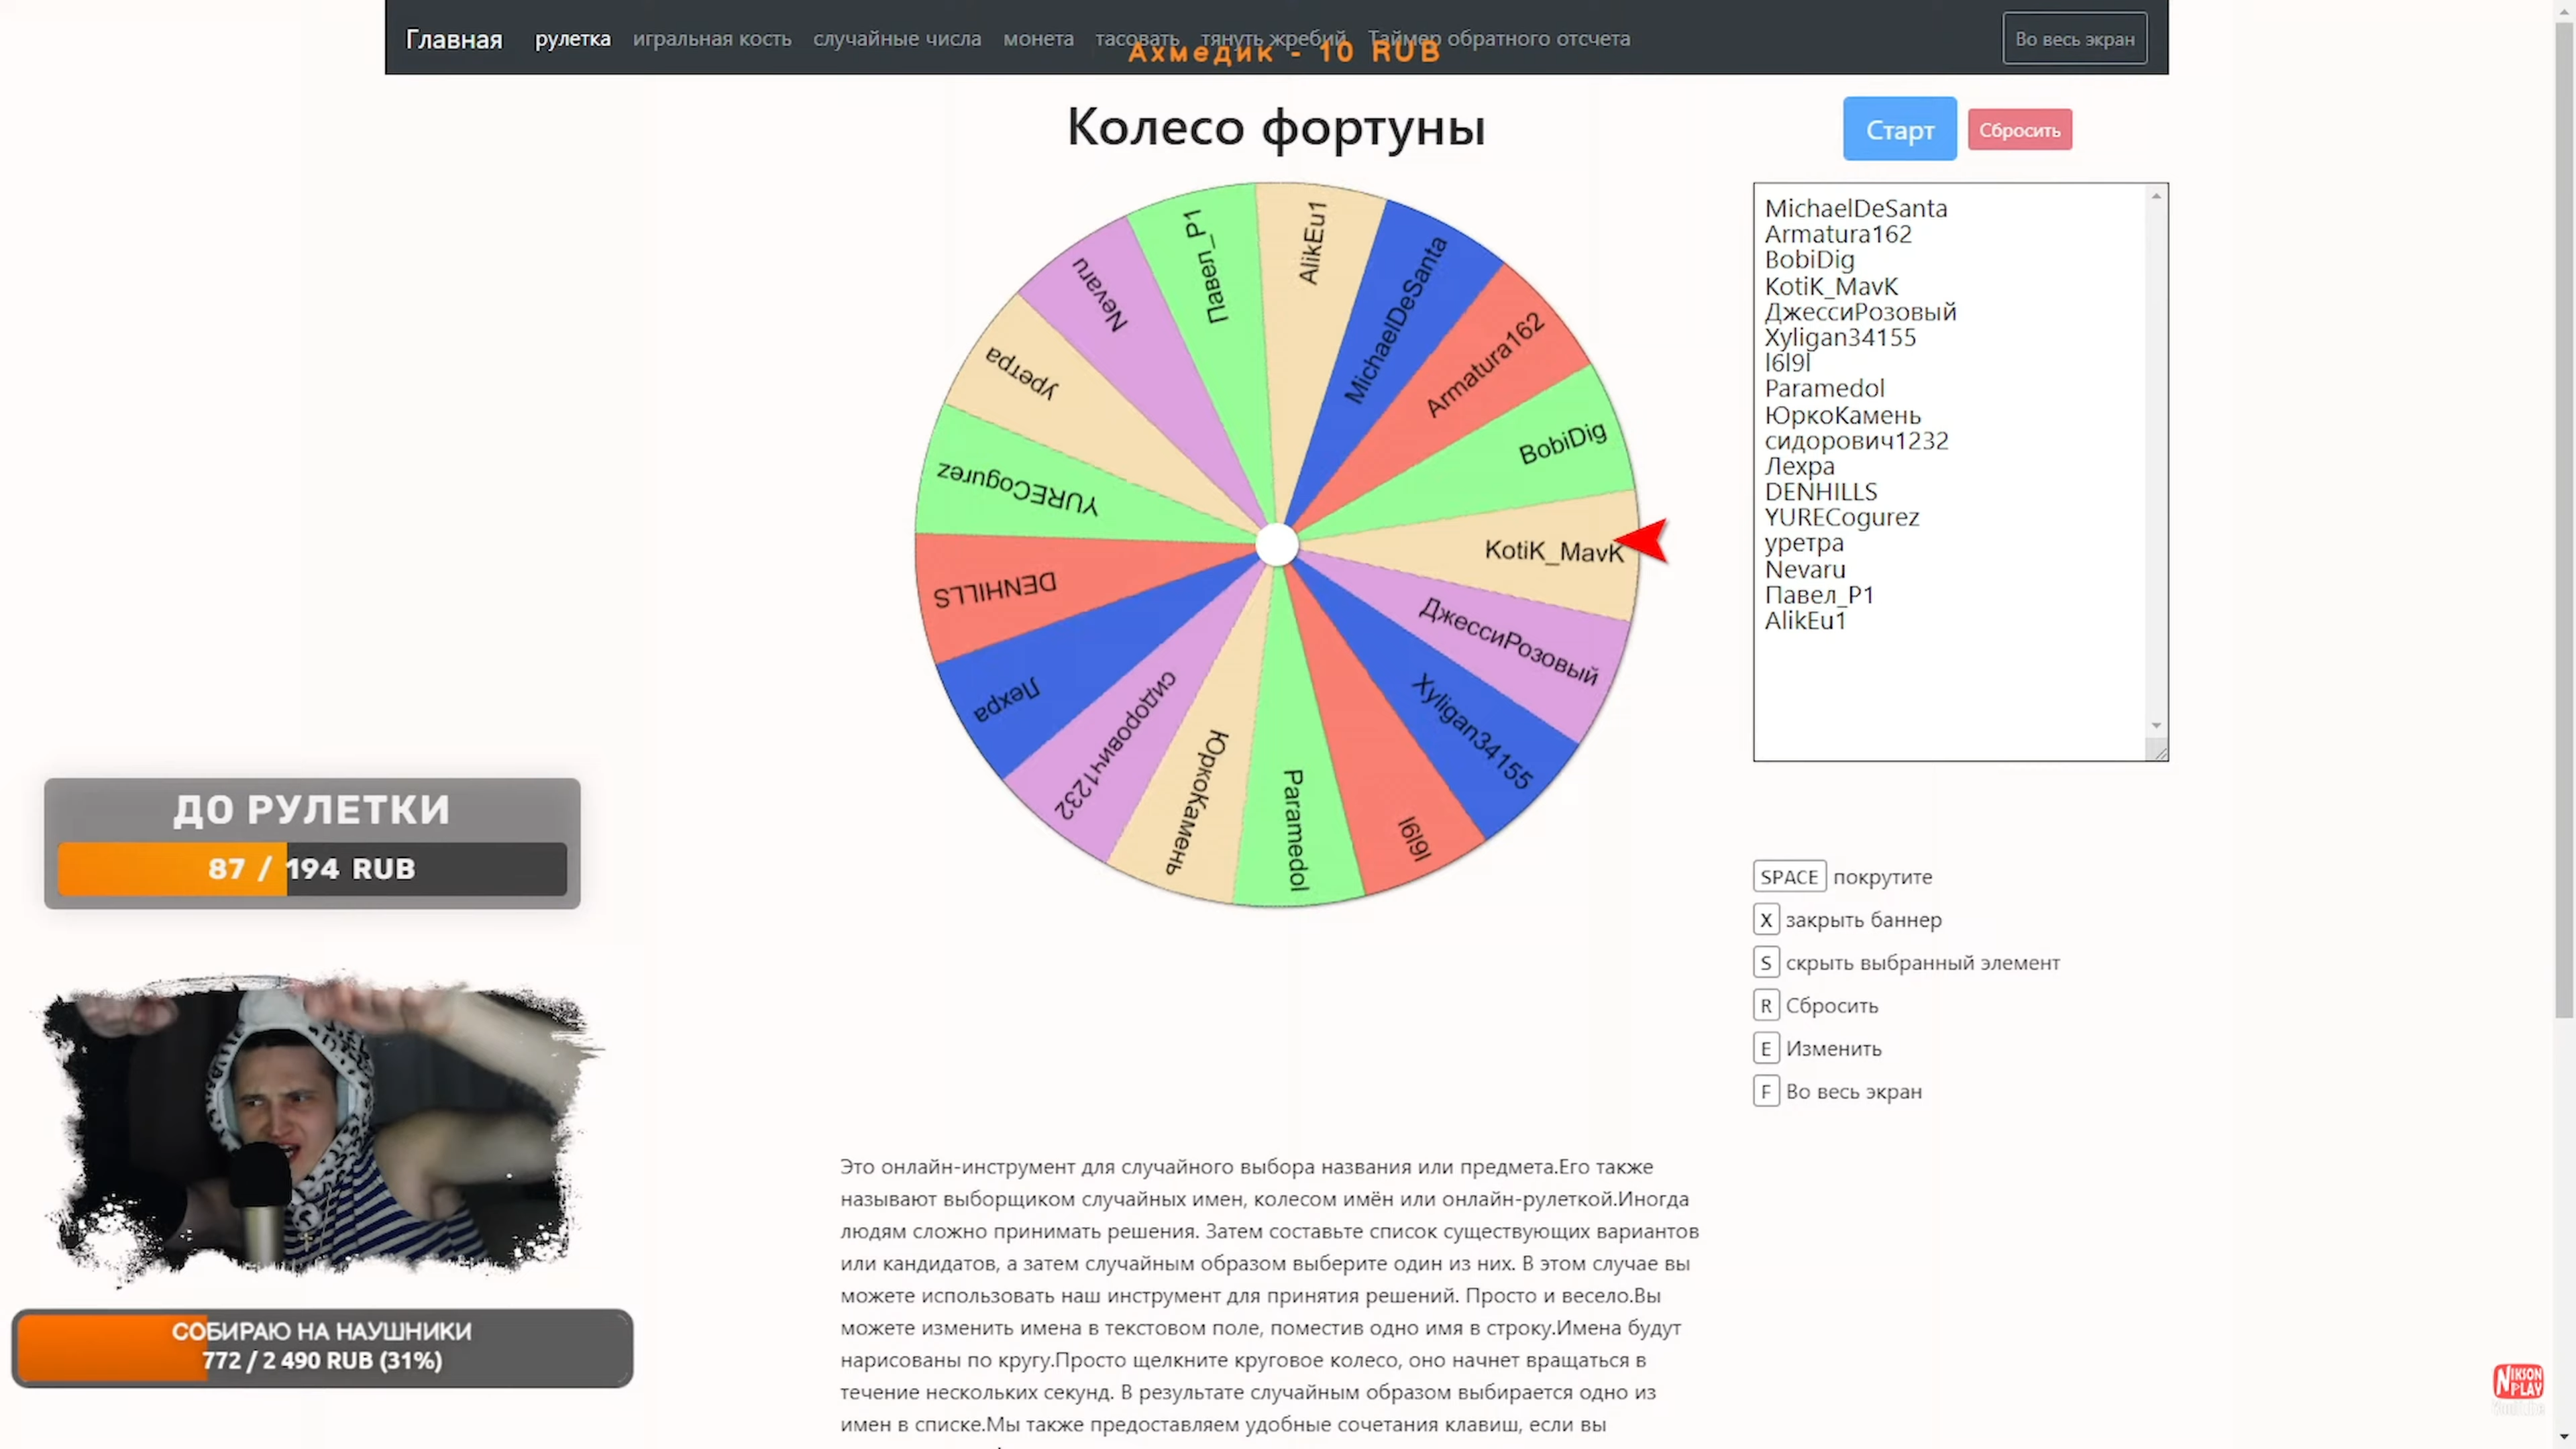 Главная рулетка игральная кость случайные числа монета тасовать тянуть жребий Таймер обратного отсчета Во весь экран
Ахмедик - 10 RUB
Колесо фортуны
Старт Сбросить
MichaelDeSanta
Armatura162
BobiDig
KotiK_MavK
ДжессиРозовый
Xyligan34155
l6l9l
Paramedol
ЮркоКамень
сидорович1232
Лехра
DENHILLS
YURECogurez
уретра
Nevaru
Павел_Р1
AlikEu1
MichaelDeSanta
Armatura162
BobiDig
KotiK_MavK
ДжессиРозовый
Xyligan34155
l6l9l
Paramedol
ЮркоКамень
сидорович1232
Лехра
DENHILLS
YURECogurez
уретра
Nevaru
Павел_Р1
AlikEu1
ДО РУЛЕТКИ
87 / 194 RUB
SPACE покрутите
X закрыть баннер
S скрыть выбранный элемент
R Сбросить
E Изменить
F Во весь экран
СОБИРАЮ НА НАУШНИКИ
772 / 2 490 RUB (31%)
Это онлайн-инструмент для случайного выбора названия или предмета.Его также
называют выборщиком случайных имен, колесом имён или онлайн-рулеткой.Иногда
людям сложно принимать решения. Затем составьте список существующих вариантов
или кандидатов, а затем случайным образом выберите один из них. В этом случае вы
можете использовать наш инструмент для принятия решений. Просто и весело.Вы
можете изменить имена в текстовом поле, поместив одно имя в строку.Имена будут
нарисованы по кругу.Просто щелкните круговое колесо, оно начнет вращаться в
течение нескольких секунд. В результате случайным образом выбирается одно из
имен в списке.Мы также предоставляем удобные сочетания клавиш, если вы
NIKSON
PLAY